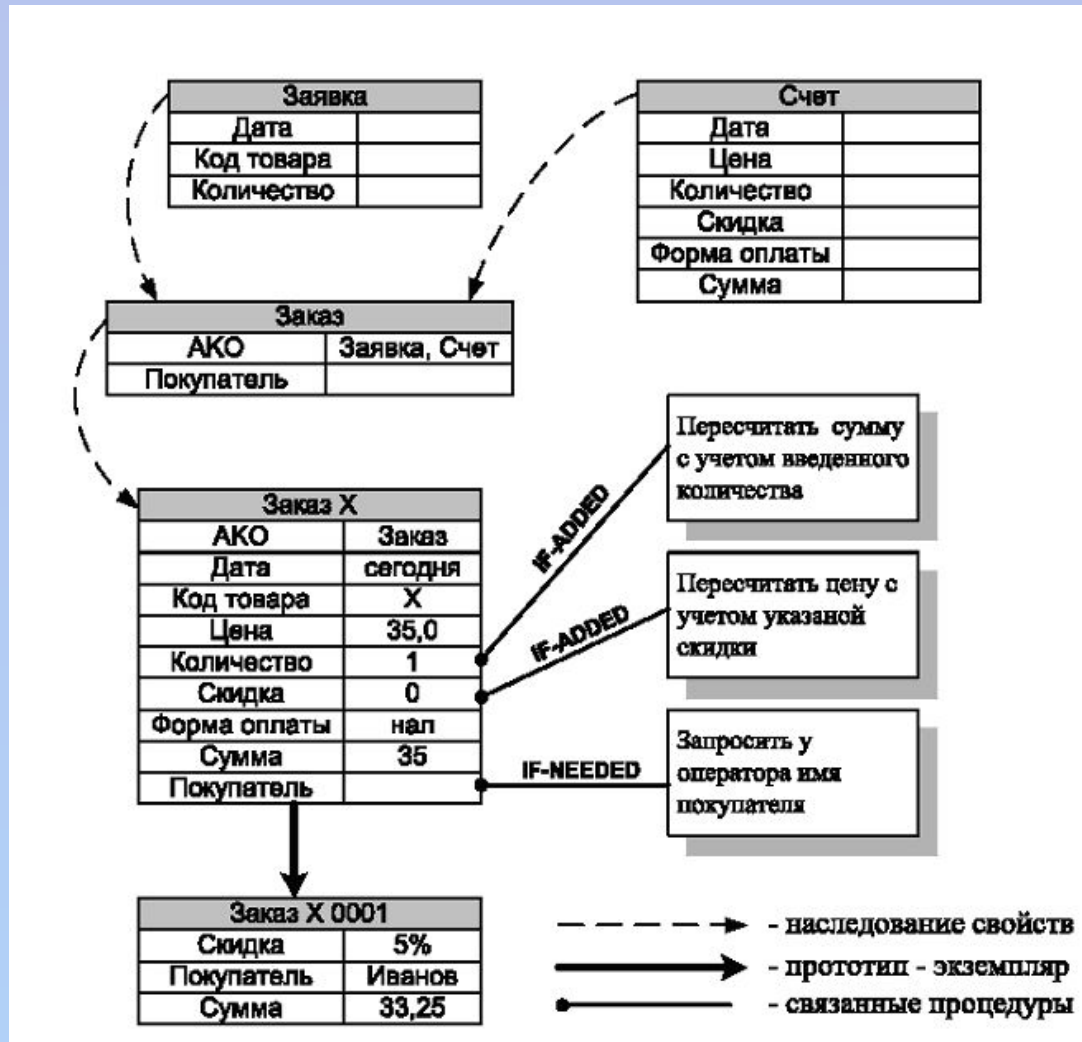 Заявка
Дата
Код товара
Количество
Счет
Дата
Цена
Количество
Скидка
Форма оплаты
Сумма
Заказ
АКО Заявка, Счет
Покупатель
Заказ X
АКО Заказ
Дата сегодня
Код товара X
Цена 35,0
Количество 1
Скидка 0
Форма оплаты нал
Сумма 35
Покупатель
IF-ADDED
Пересчитать сумму
с учетом введенного
количества
IF-ADDED
Пересчитать цену с
учетом указаной
скидки
IF-NEEDED
Запросить у
оператора имя
покупателя
Заказ X 0001
Скидка 5%
Покупатель Иванов
Сумма 33,25
- наследование свойств
- прототип - экземпляр
- связанные процедуры